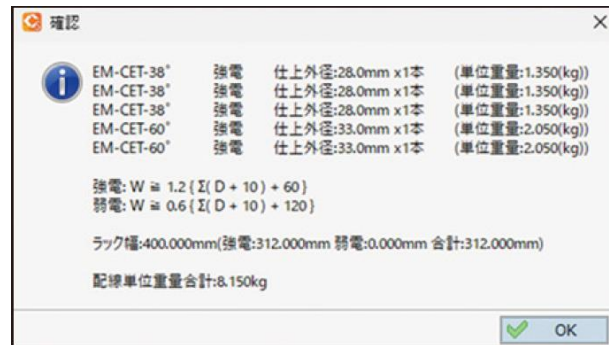 確認
EM-CET-38° 強電 仕上外径:28.0mm x1本 (単位重量:1.350(kg))
EM-CET-38° 強電 仕上外径:28.0mm x1本 (単位重量:1.350(kg))
EM-CET-38° 強電 仕上外径:28.0mm x1本 (単位重量:1.350(kg))
EM-CET-60° 強電 仕上外径:33.0mm x1本 (単位重量:2.050(kg))
EM-CET-60° 強電 仕上外径:33.0mm x1本 (単位重量:2.050(kg))
強電: W ≧ 1.2 { Σ( D + 10 ) + 60 }
弱電: W ≧ 0.6 { Σ( D + 10 ) + 120 }
ラック幅:400.000mm(強電:312.000mm 弱電:0.000mm 合計:312.000mm)
配線単位重量合計:8.150kg
OK